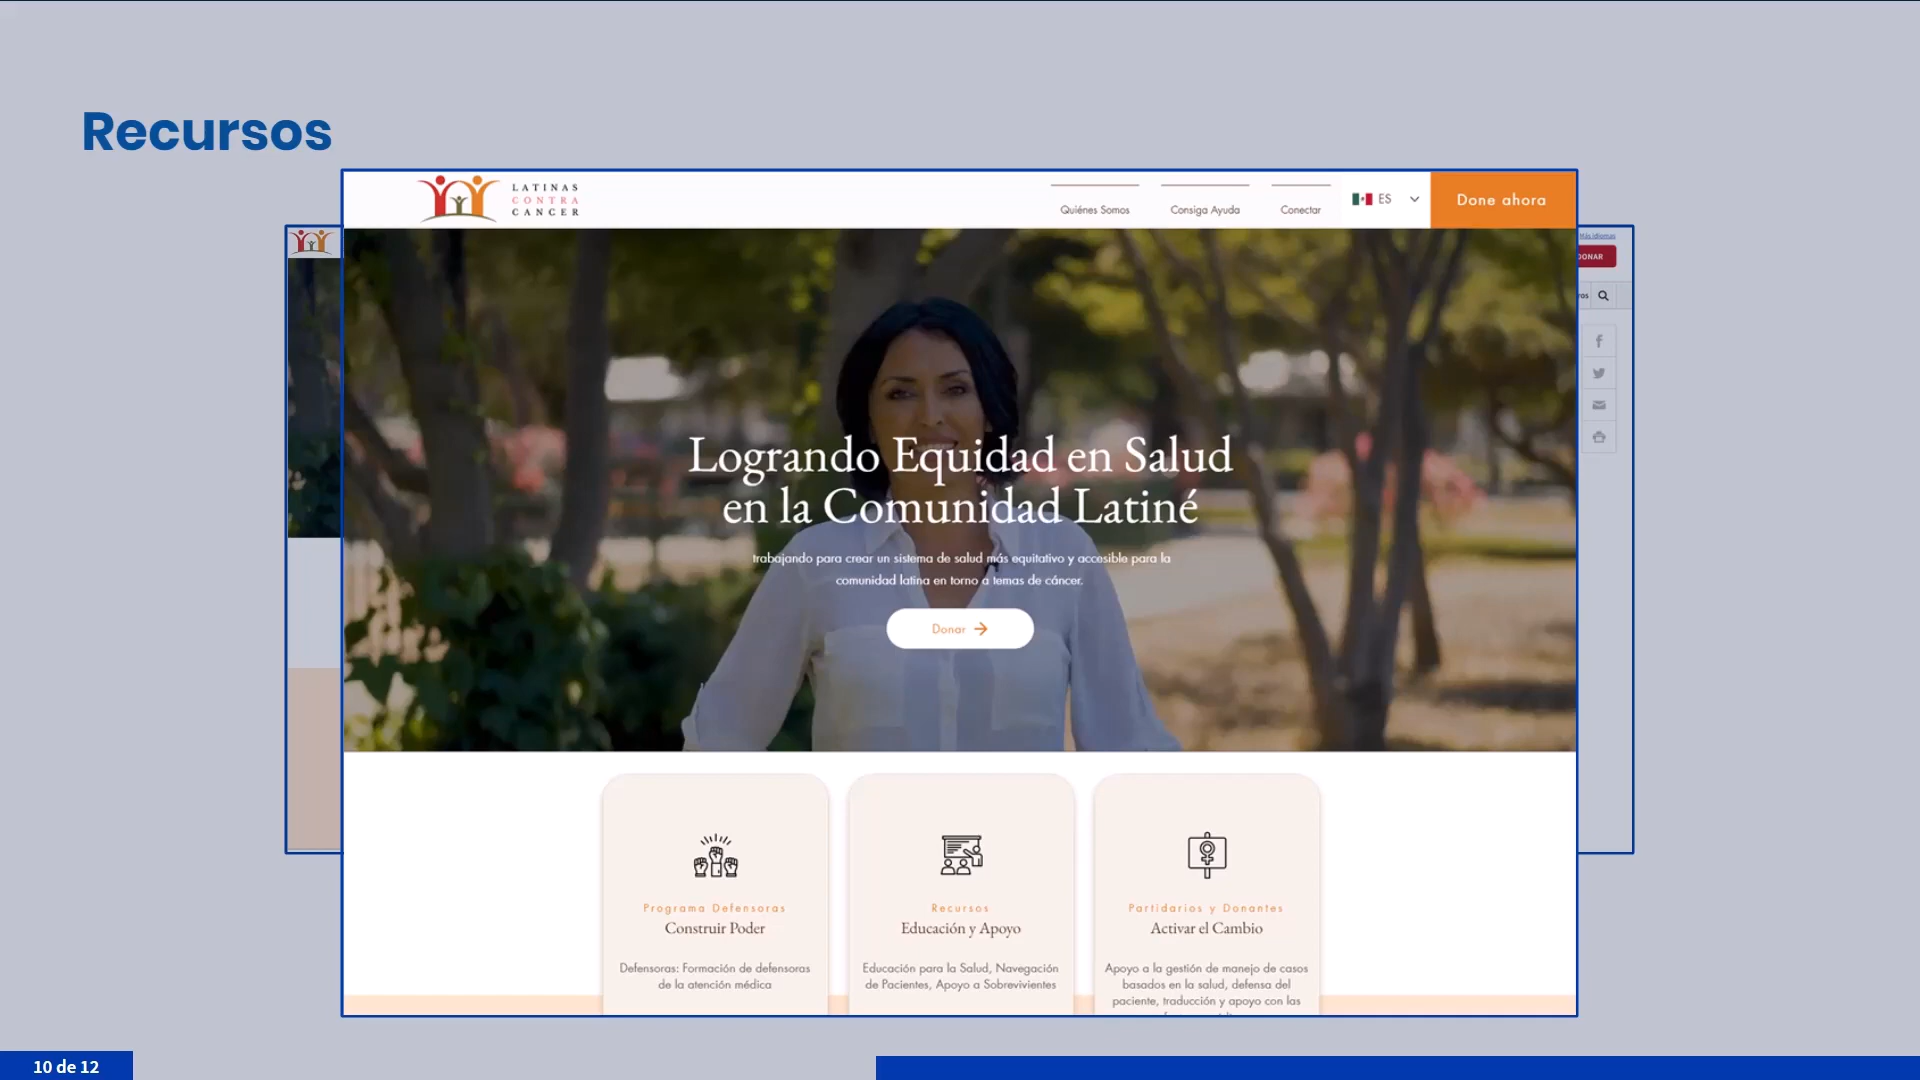 Recursos
LATINAS
CONTRA
CANCER
Quiénes Somos
Consiga Ayuda
Conectar
ES
Done ahora
Más idiomas
DONAR
Logrando Equidad en Salud
en la Comunidad Latiné
trabajando para crear un sistema de salud más equitativo y accesible para la
comunidad latina en torno a temas de cáncer.
Donar
Programa Defensoras
Construir Poder
Defensoras: Formación de defensoras
de la atención médica
Recursos
Educación y Apoyo
Educación para la Salud, Navegación
de Pacientes, Apoyo a Sobrevivientes
Partidarios y Donantes
Activar el Cambio
Apoyo a la gestión de manejo de casos
basados en la salud, defensa del
paciente, traducción y apoyo con las
10 de 12